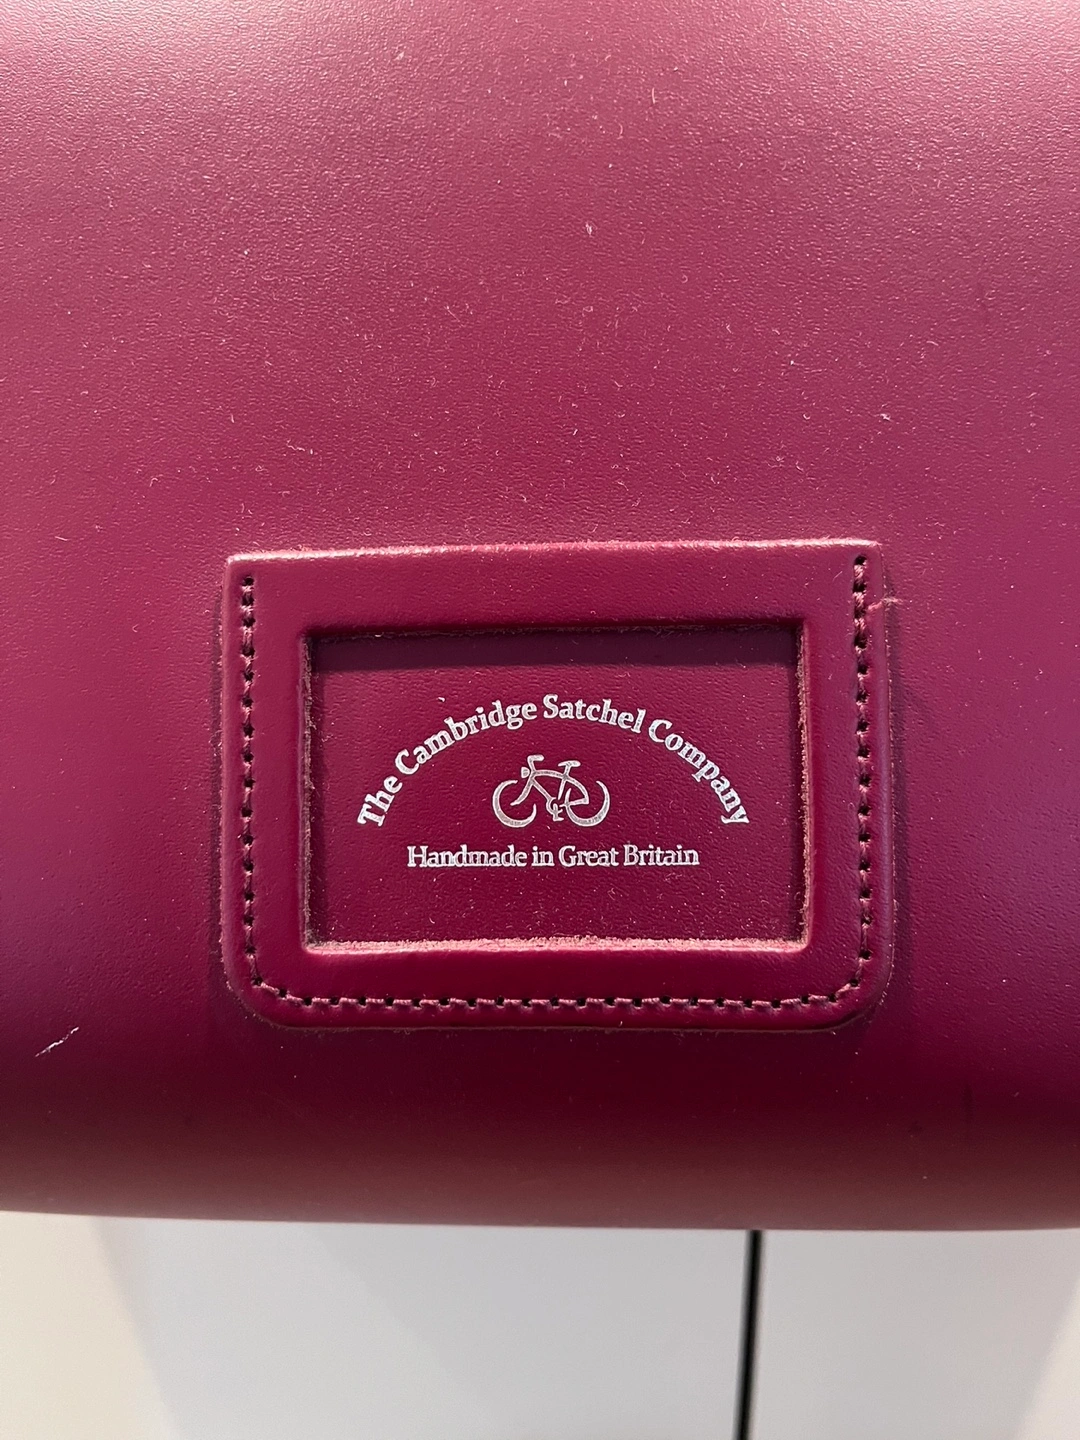 The Cambridge Satchel Company
Handmade in Great Britain